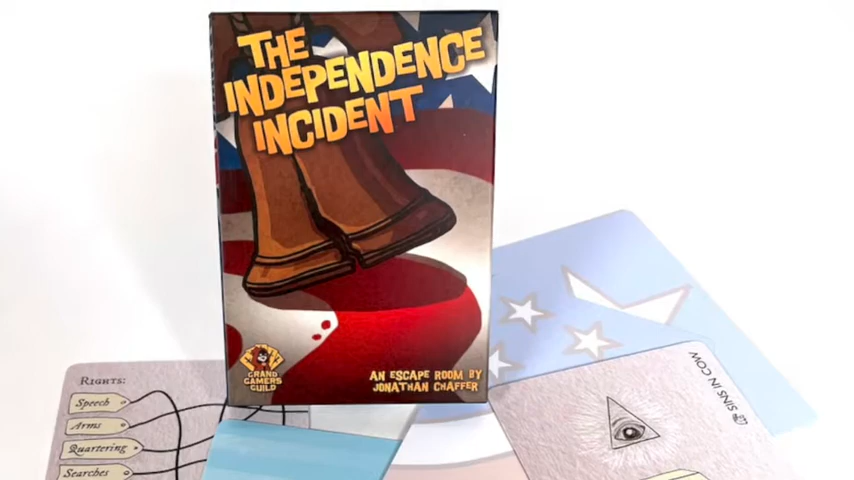 THE
INDEPENDENCE
INCIDENT
GRAND
GAMERS
GUILD
AN ESCAPE ROOM BY
JONATHAN CHAFFER
RIGHTS:
Speech
Arms
Quartering
Searches
SINS IN COW